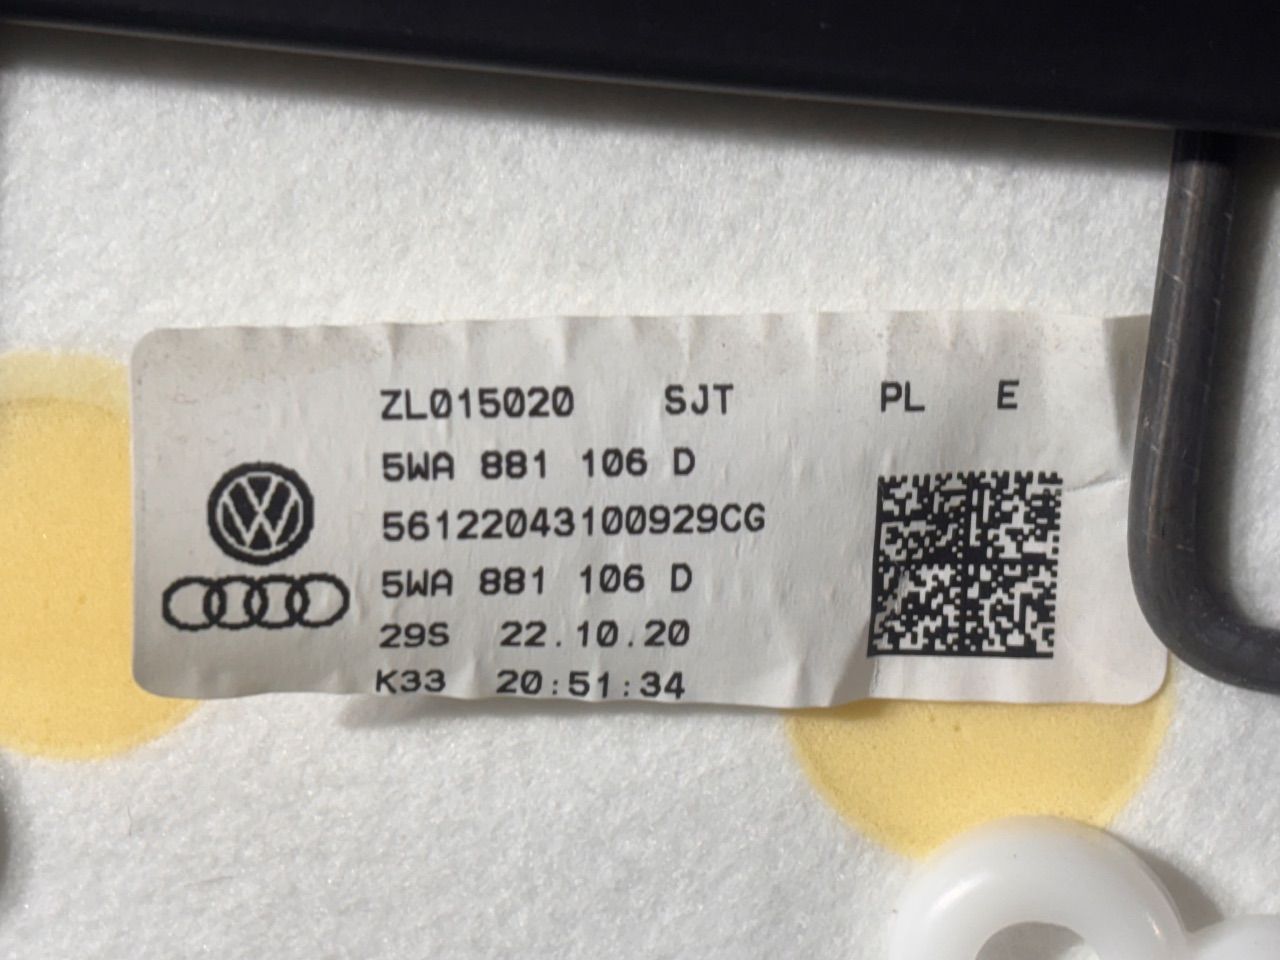 ZL015020 SJT PL E
5WA 881 106 D
56122043100929CG
5WA 881 106 D
29S 22.10.20
K33 20:51:34